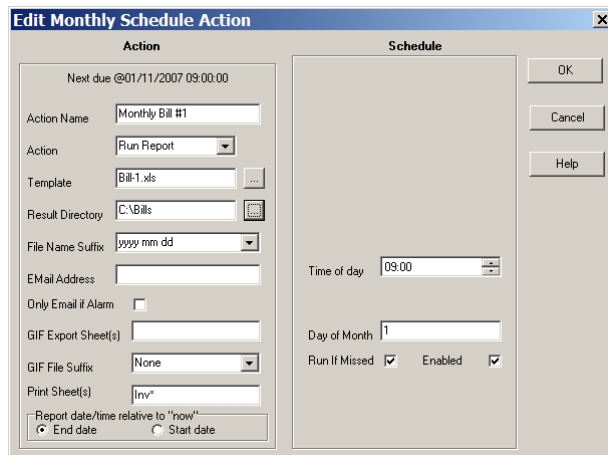 Edit Monthly Schedule Action
Action
Next due @01/11/2007 09:00:00
Action Name Monthly Bill #1
Action Run Report
Template Bill-1.xls ...
Result Directory C:\Bills ...
File Name Suffix yyyy mm dd
EMail Address
Only Email if Alarm
GIF Export Sheet(s)
GIF File Suffix None
Print Sheet(s) Inv*
Report date/time relative to "now"
End date Start date
Schedule
Time of day 09:00
Day of Month 1
Run If Missed Enabled
OK
Cancel
Help